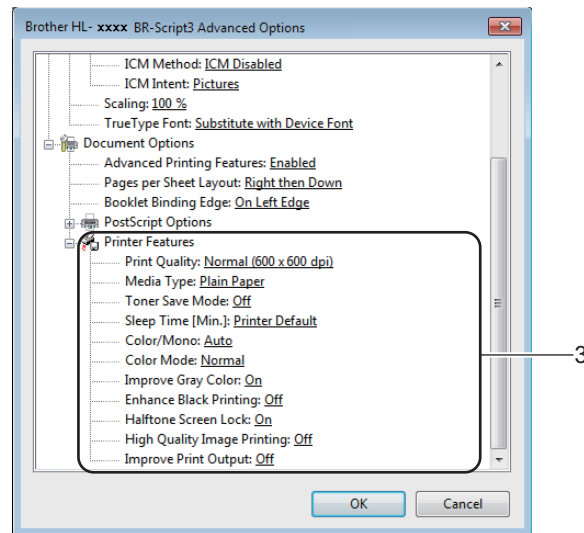 Brother HL- xxxx BR-Script3 Advanced Options
ICM Method: ICM Disabled
ICM Intent: Pictures
Scaling: 100 %
TrueType Font: Substitute with Device Font
Document Options
Advanced Printing Features: Enabled
Pages per Sheet Layout: Right then Down
Booklet Binding Edge: On Left Edge
PostScript Options
Printer Features
Print Quality: Normal (600 x 600 dpi)
Media Type: Plain Paper
Toner Save Mode: Off
Sleep Time [Min.]: Printer Default
Color/Mono: Auto
Color Mode: Normal
Improve Gray Color: On
Enhance Black Printing: Off
Halftone Screen Lock: On
High Quality Image Printing: Off
Improve Print Output: Off
3
OK Cancel